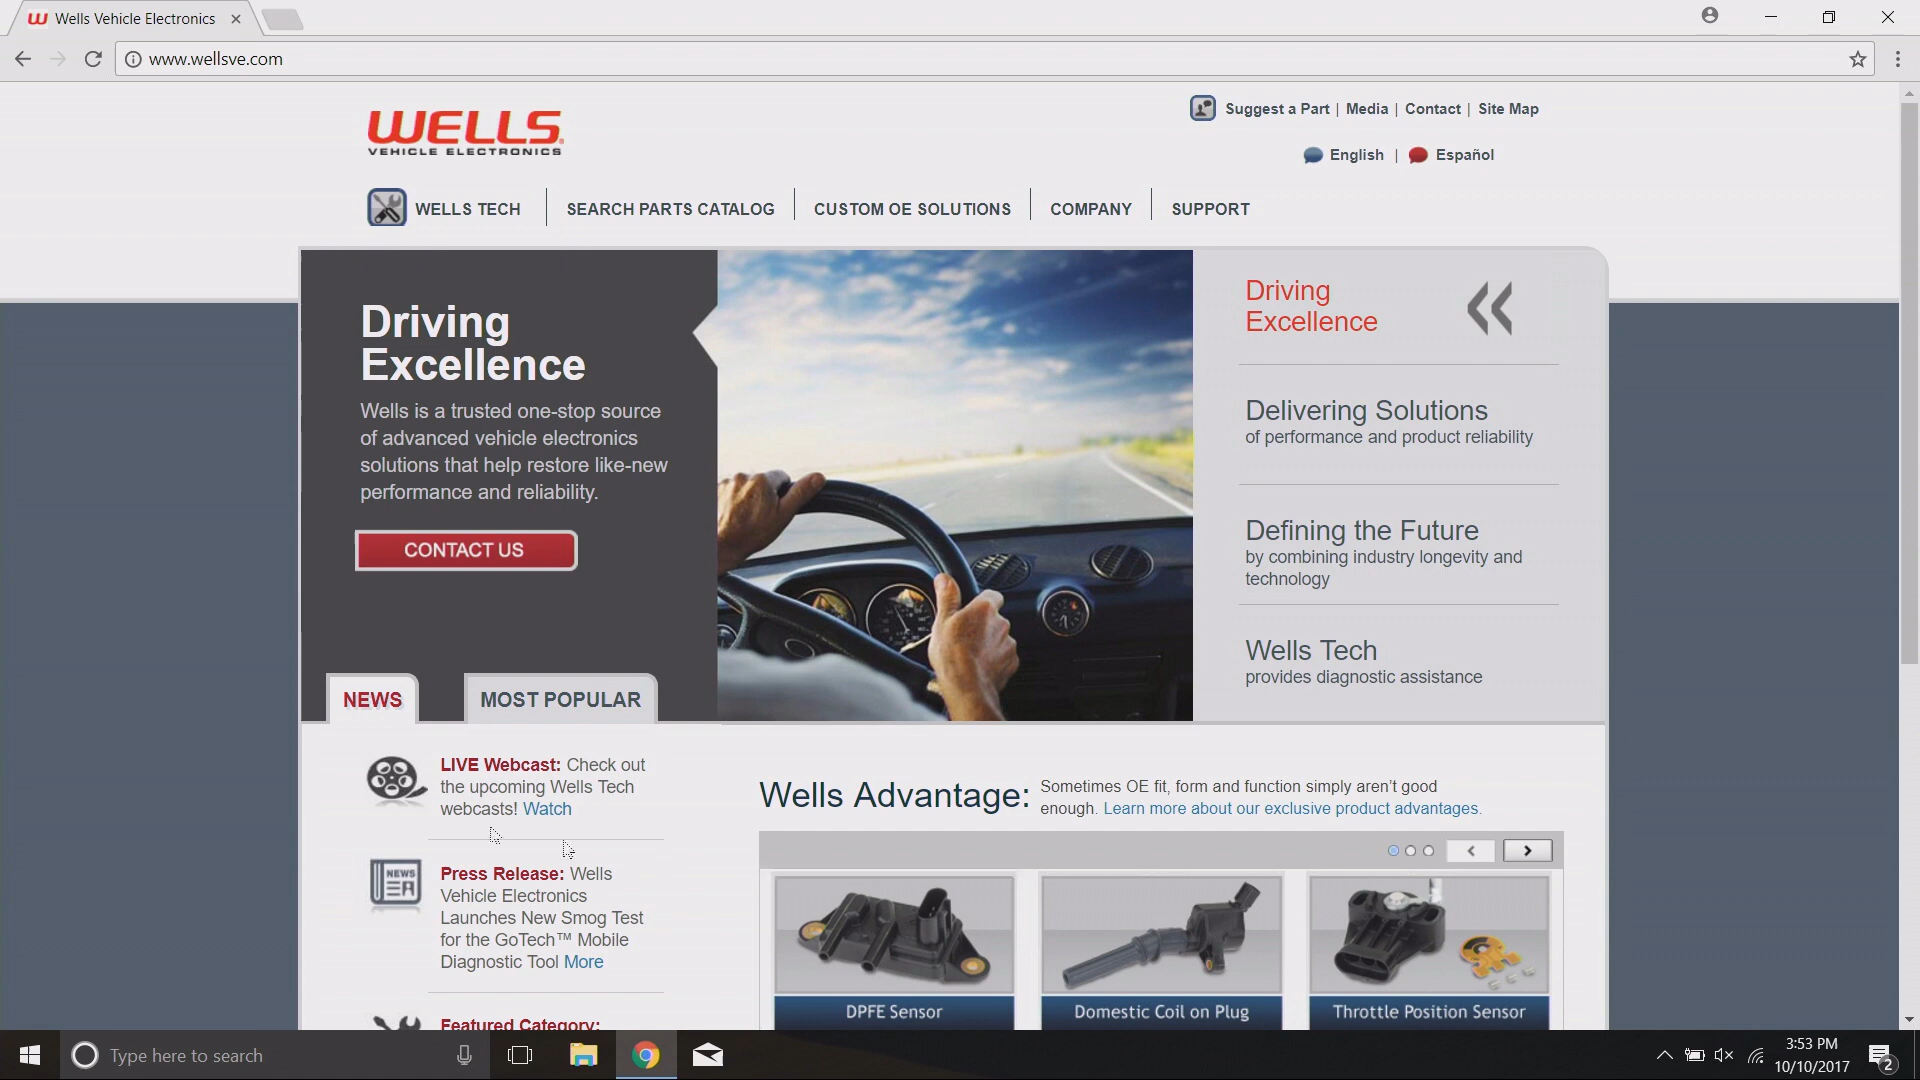 Wells Vehicle Electronics
www.wellsve.com
WELLS
VEHICLE ELECTRONICS
Suggest a Part | Media | Contact | Site Map
English | Español
WELLS TECH
SEARCH PARTS CATALOG
CUSTOM OE SOLUTIONS
COMPANY
SUPPORT
Driving
Excellence
Wells is a trusted one-stop source
of advanced vehicle electronics
solutions that help restore like-new
performance and reliability.
CONTACT US
Driving
Excellence
Delivering Solutions
of performance and product reliability
Defining the Future
by combining industry longevity and
technology
Wells Tech
provides diagnostic assistance
NEWS
MOST POPULAR
LIVE Webcast: Check out
the upcoming Wells Tech
webcasts! Watch
NEWS
Press Release: Wells
Vehicle Electronics
Launches New Smog Test
for the GoTech™ Mobile
Diagnostic Tool More
Featured Category:
Wells Advantage:
Sometimes OE fit, form and function simply aren't good
enough. Learn more about our exclusive product advantages.
DPFE Sensor
Domestic Coil on Plug
Throttle Position Sensor
Type here to search
3:53 PM
10/10/2017
2